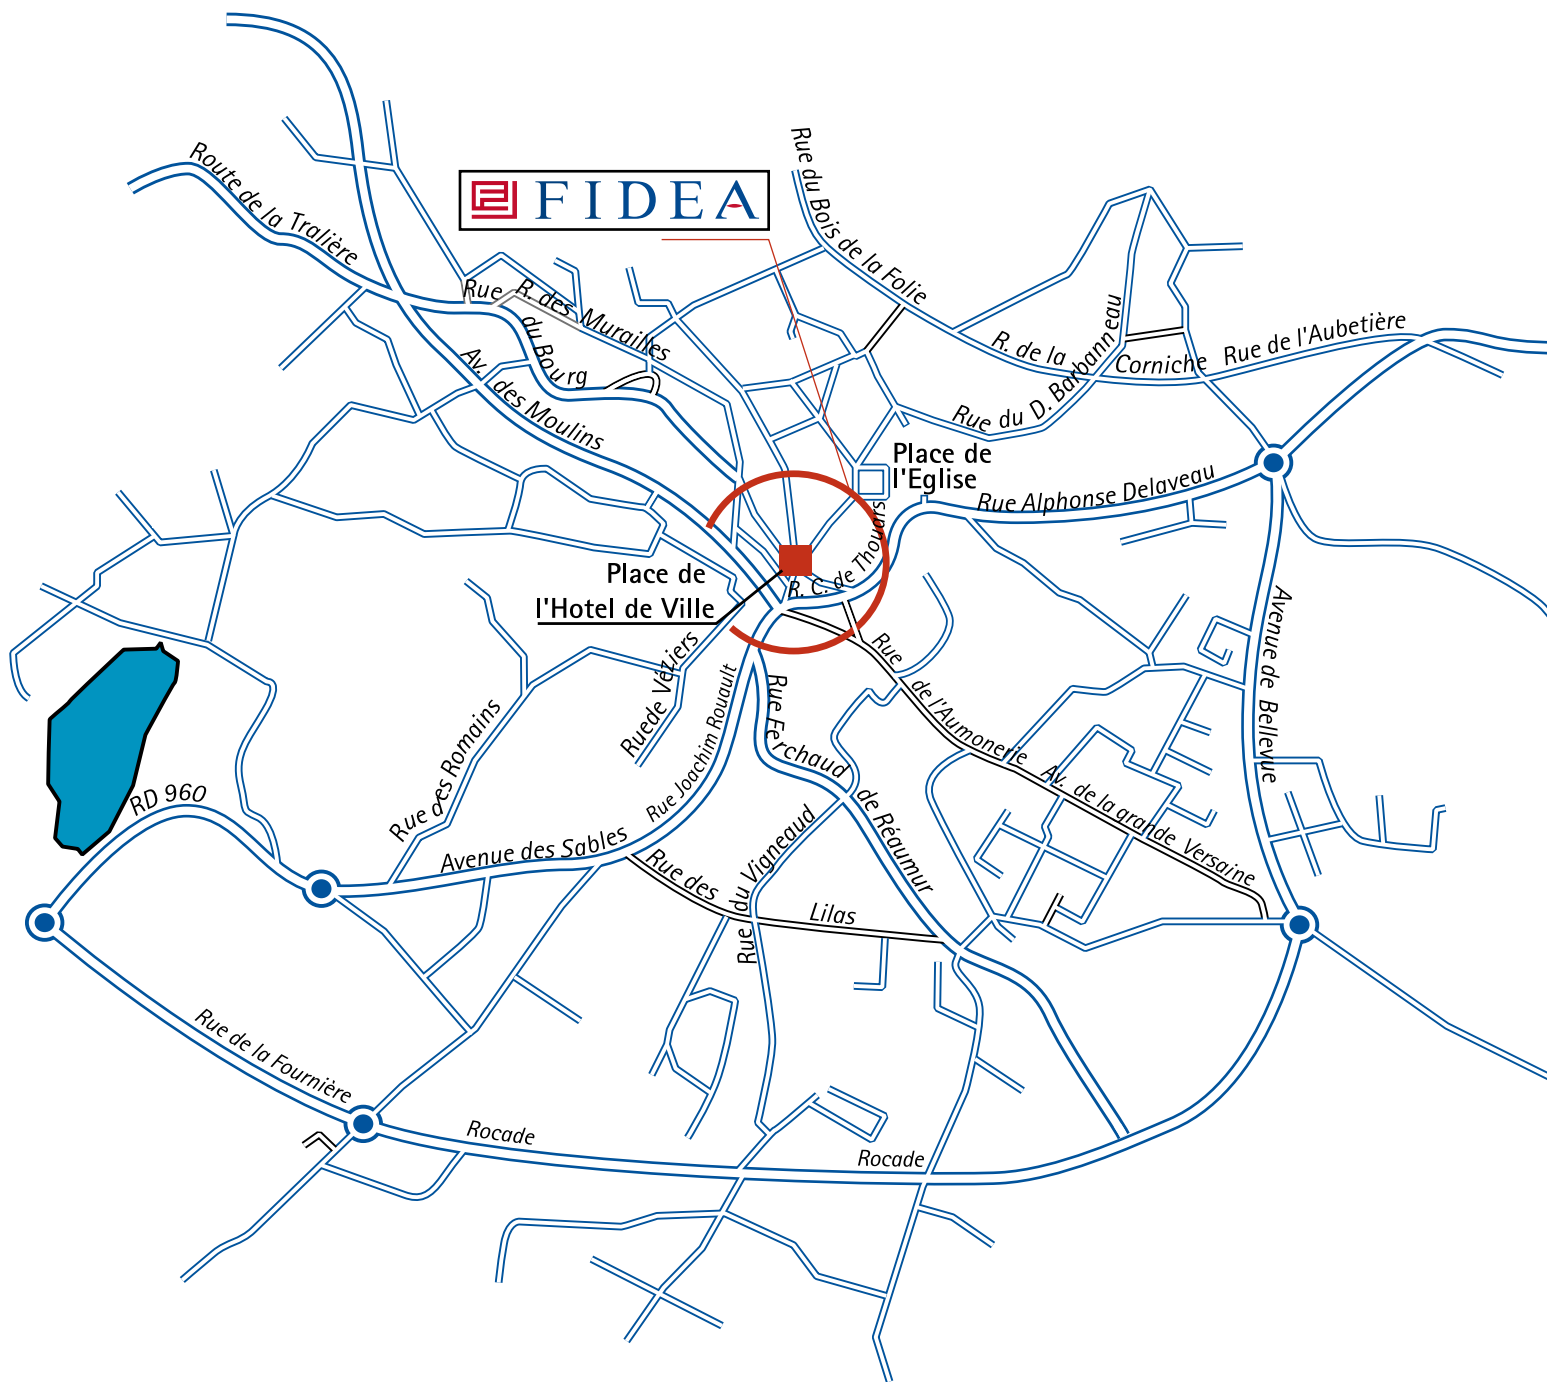 Rue du Bois de la Folie
Route de la Tralière
FIDEA
Rue
du Bourg
R. des Murailles
Av. des Moulins
R. de la
Corniche
Rue de l'Aubetière
Rue du D. Barbanneau
Place de
l'Eglise
Rue Alphonse Delaveau
R. C. de Thouars
Place de
l'Hotel de Ville
Ruede Véziers
Rue
de l'Aumonerie
Avenue de Bellevue
Rue Joachim Rouault
Rue Ferchaud
de Réaumur
Rue des Romains
Av. de la grande Versaine
RD 960
Avenue des Sables
Rue des
Lilas
Rue du Vigneaud
Rue de la Fournière
Rocade
Rocade